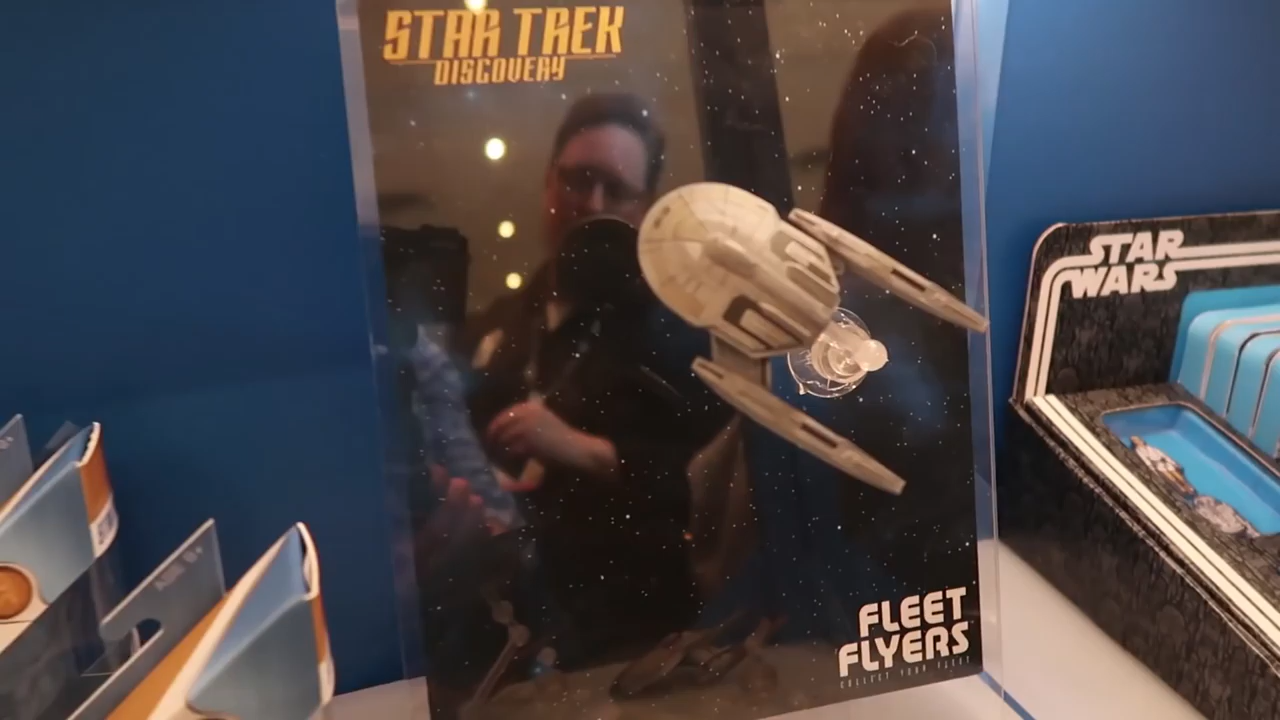 STAR TREK
DISCOVERY
STAR
WARS
FLEET
FLYERS
COLLECT YOUR FLEET